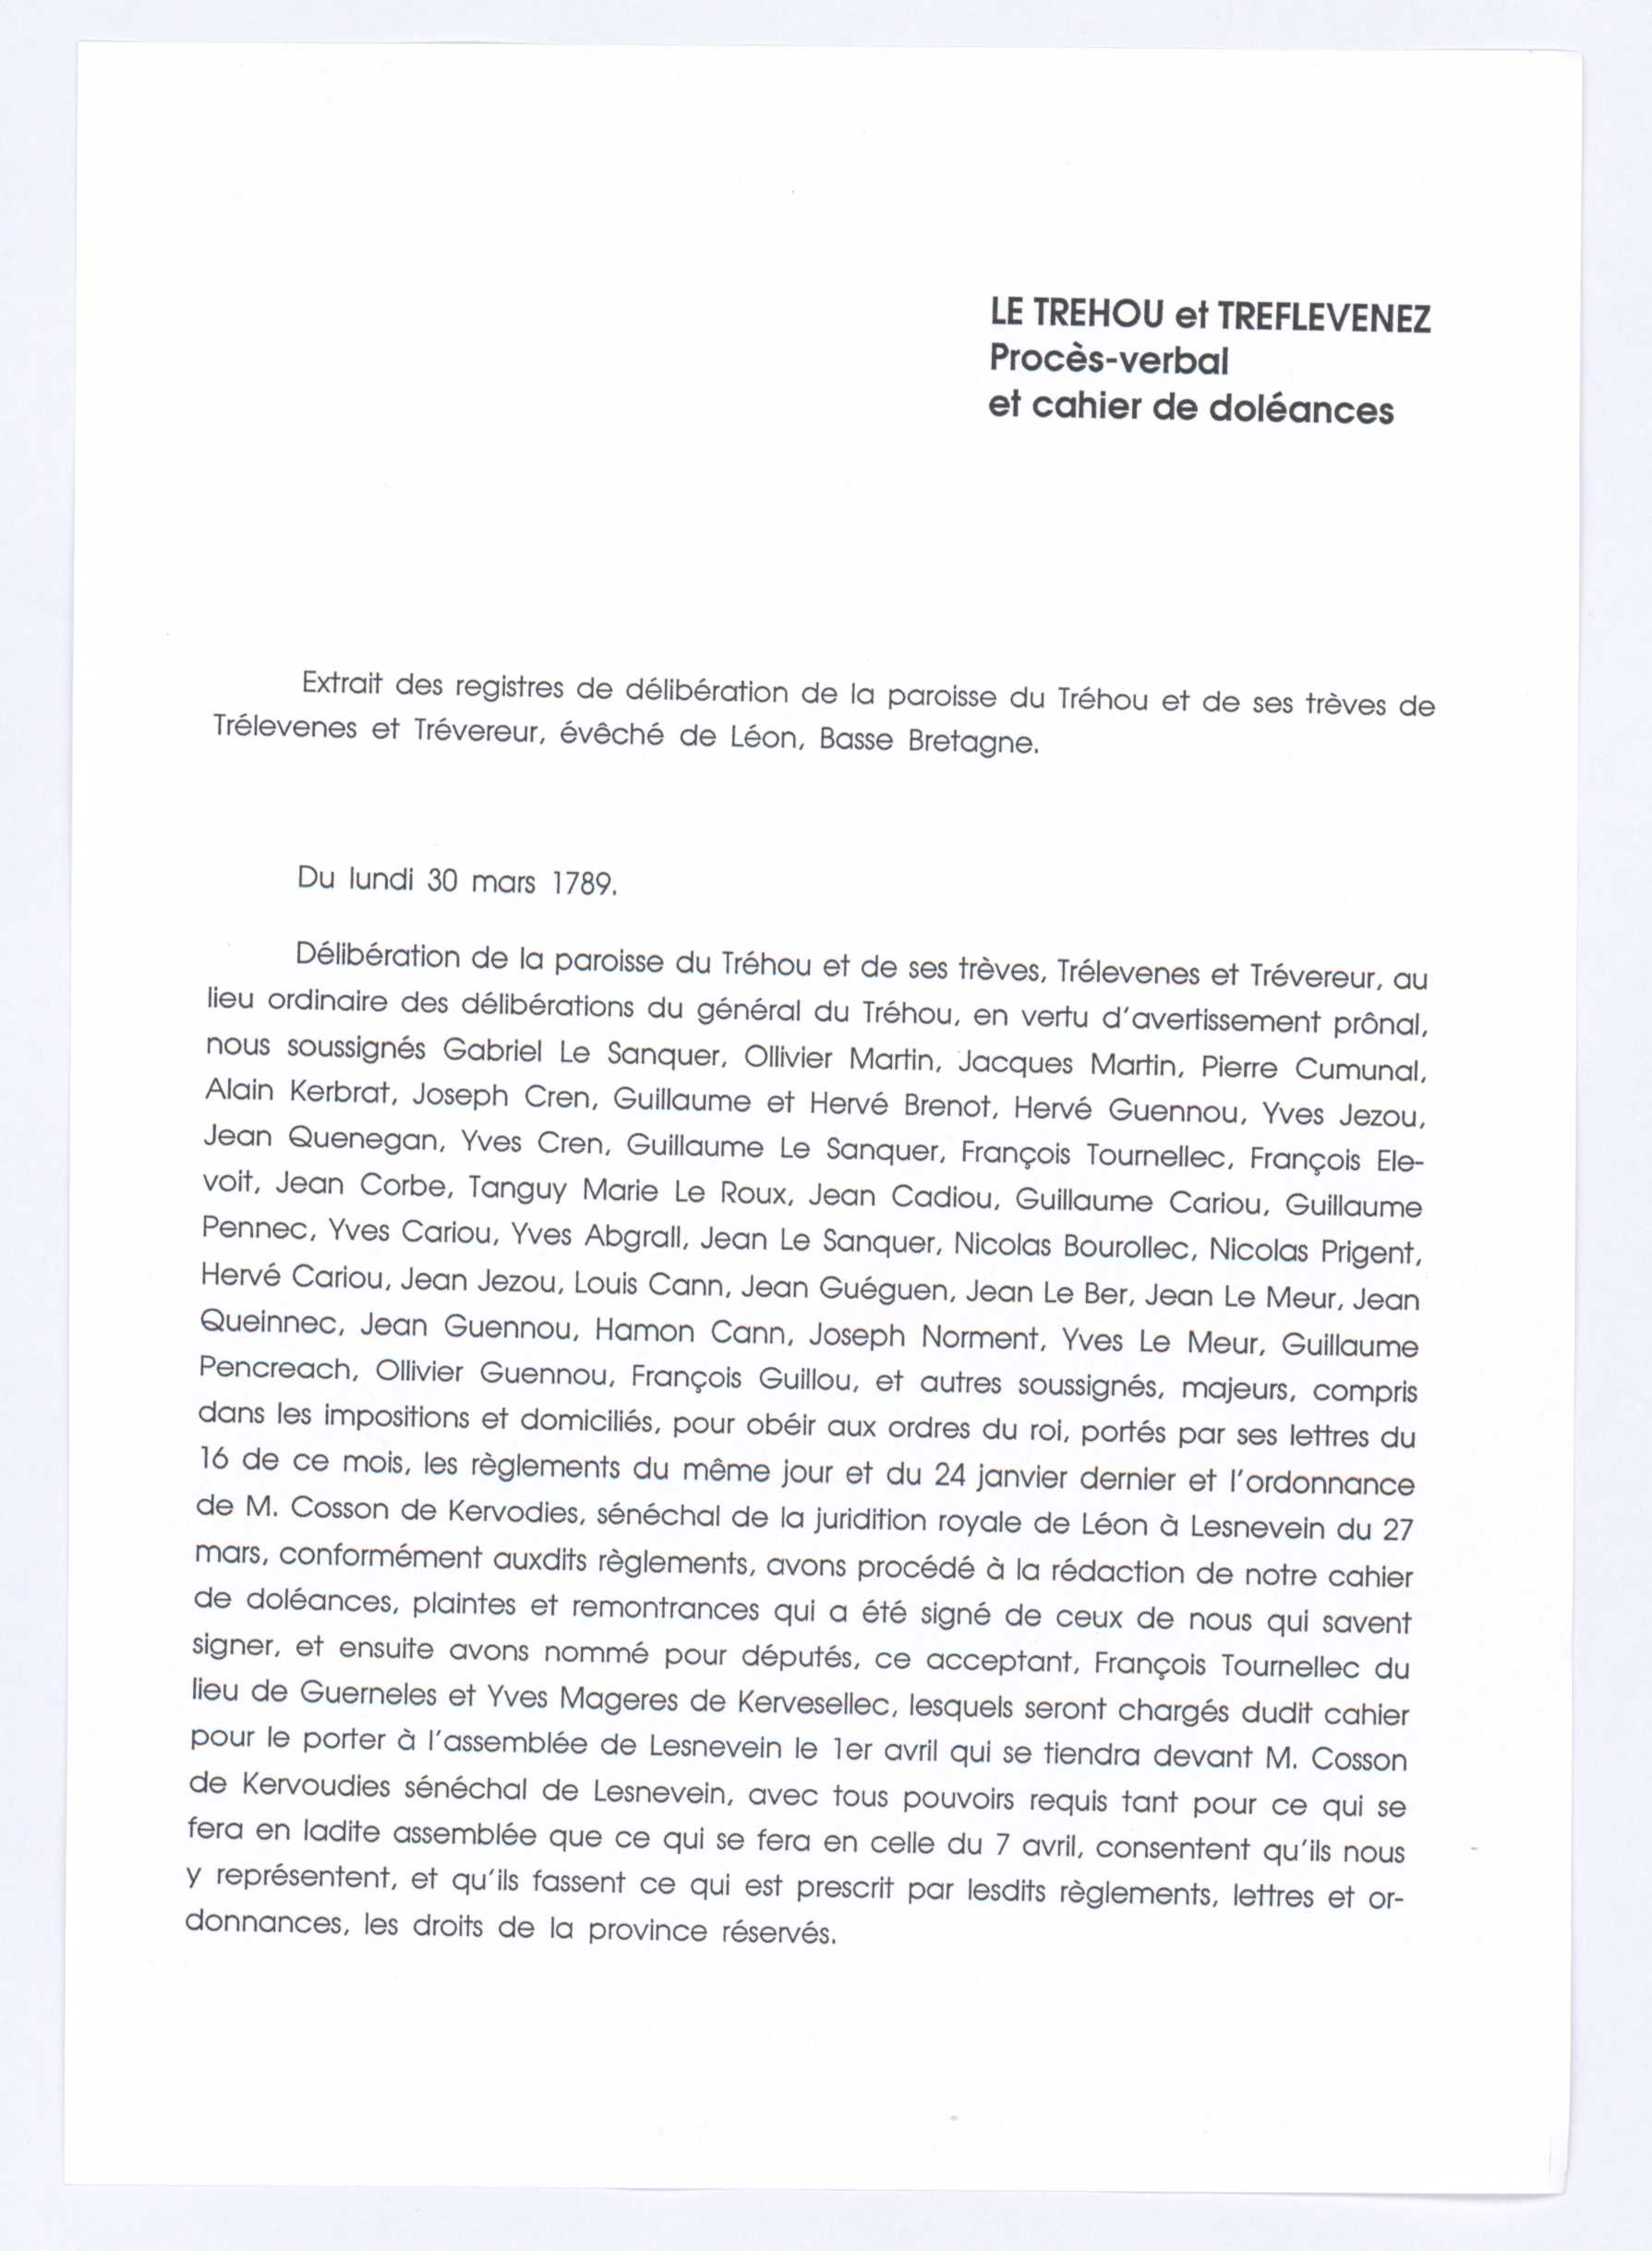 LE TREHOU et TREFLEVENEZ
Procès-verbal
et cahier de doléances
Extrait des registres de délibération de la paroisse du Tréhou et de ses trèves de
Trélevenes et Trévereur, évêché de Léon, Basse Bretagne.
Du lundi 30 mars 1789.
Délibération de la paroisse du Tréhou et de ses trèves, Trélevenes et Trévereur, au
lieu ordinaire des délibérations du général du Tréhou, en vertu d'avertissement prônal,
nous soussignés Gabriel Le Sanquer, Ollivier Martin, Jacques Martin, Pierre Cumunal,
Alain Kerbrat, Joseph Cren, Guillaume et Hervé Brenot, Hervé Guennou, Yves Jezou,
Jean Quenegan, Yves Cren, Guillaume Le Sanquer, François Tournellec, François Ele-
voit, Jean Corbe, Tanguy Marie Le Roux, Jean Cadiou, Guillaume Cariou, Guillaume
Pennec, Yves Cariou, Yves Abgrall, Jean Le Sanquer, Nicolas Bourollec, Nicolas Prigent,
Hervé Cariou, Jean Jezou, Louis Cann, Jean Guéguen, Jean Le Ber, Jean Le Meur, Jean
Queinnec, Jean Guennou, Hamon Cann, Joseph Norment, Yves Le Meur, Guillaume
Pencreach, Ollivier Guennou, François Guillou, et autres soussignés, majeurs, compris
dans les impositions et domiciliés, pour obéir aux ordres du roi, portés par ses lettres du
16 de ce mois, les règlements du même jour et du 24 janvier dernier et l'ordonnance
de M. Cosson de Kervodies, sénéchal de la juridition royale de Léon à Lesnevein du 27
mars, conformément auxdits règlements, avons procédé à la rédaction de notre cahier
de doléances, plaintes et remontrances qui a été signé de ceux de nous qui savent
signer, et ensuite avons nommé pour députés, ce acceptant, François Tournellec du
lieu de Guerneles et Yves Mageres de Kervesellec, lesquels seront chargés dudit cahier
pour le porter à l'assemblée de Lesnevein le 1er avril qui se tiendra devant M. Cosson
de Kervoudies sénéchal de Lesnevein, avec tous pouvoirs requis tant pour ce qui se
fera en ladite assemblée que ce qui se fera en celle du 7 avril, consentent qu'ils nous
y représentent, et qu'ils fassent ce qui est prescrit par lesdits règlements, lettres et or-
donnances, les droits de la province réservés.